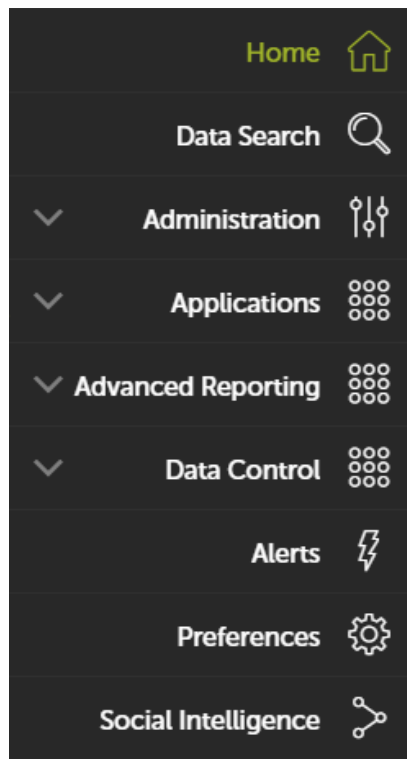 Home
Data Search
Administration
Applications
Advanced Reporting
Data Control
Alerts
Preferences
Social Intelligence